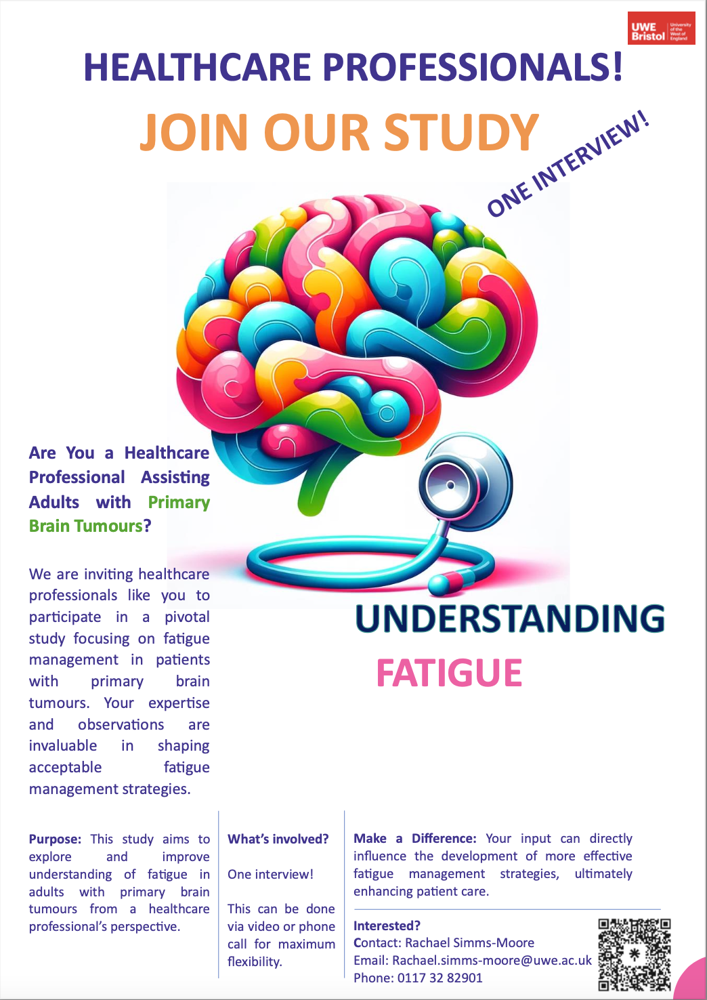 UWE
Bristol
University
of the
West of
England
HEALTHCARE PROFESSIONALS!
JOIN OUR STUDY
ONE INTERVIEW!
Are You a Healthcare
Professional Assisting
Adults with Primary
Brain Tumours?
We are inviting healthcare
professionals like you to
participate in a pivotal
study focusing on fatigue
management in patients
with primary brain
tumours. Your expertise
and observations are
invaluable in shaping
acceptable fatigue
management strategies.
UNDERSTANDING
FATIGUE
Purpose: This study aims to
explore and improve
understanding of fatigue in
adults with primary brain
tumours from a healthcare
professional's perspective.
What's involved?
One interview!
This can be done
via video or phone
call for maximum
flexibility.
Make a Difference: Your input can directly
influence the development of more effective
fatigue management strategies, ultimately
enhancing patient care.
Interested?
Contact: Rachael Simms-Moore
Email: Rachael.simms-moore@uwe.ac.uk
Phone: 0117 32 82901